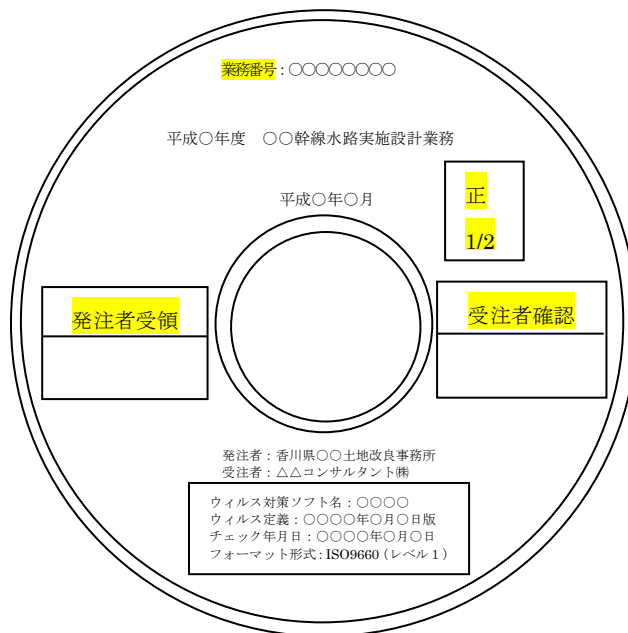 業務番号：○○○○○○○○
平成○年度　○○幹線水路実施設計業務
平成○年○月
正
1/2
発注者受領
受注者確認
発注者：香川県○○土地改良事務所
受注者：△△コンサルタント㈱
ウィルス対策ソフト名：○○○○
ウィルス定義：○○○○年○月○日版
チェック年月日：○○○○年○月○日
フォーマット形式：ISO9660（レベル１）